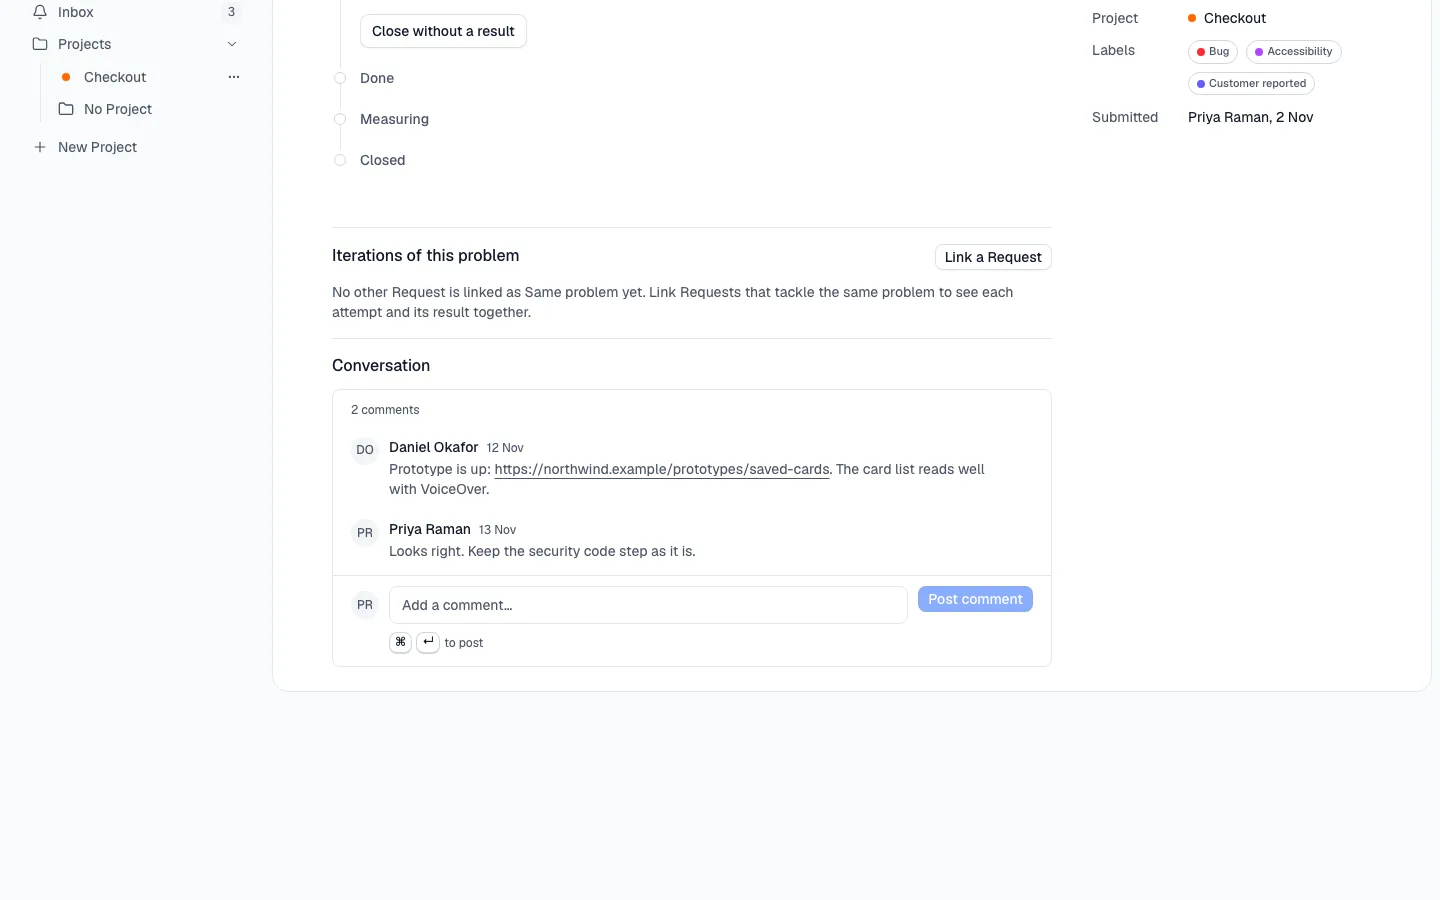 Inbox
3
Projects
Checkout
No Project
New Project
Close without a result
Done
Measuring
Closed
Iterations of this problem
Link a Request
No other Request is linked as Same problem yet. Link Requests that tackle the same problem to see each
attempt and its result together.
Conversation
2 comments
DO
Daniel Okafor 12 Nov
Prototype is up: https://northwind.example/prototypes/saved-cards. The card list reads well
with VoiceOver.
PR
Priya Raman 13 Nov
Looks right. Keep the security code step as it is.
PR
Add a comment…
Post comment
⌘ ↵ to post
Project Checkout
Labels Bug Accessibility
Customer reported
Submitted Priya Raman, 2 Nov